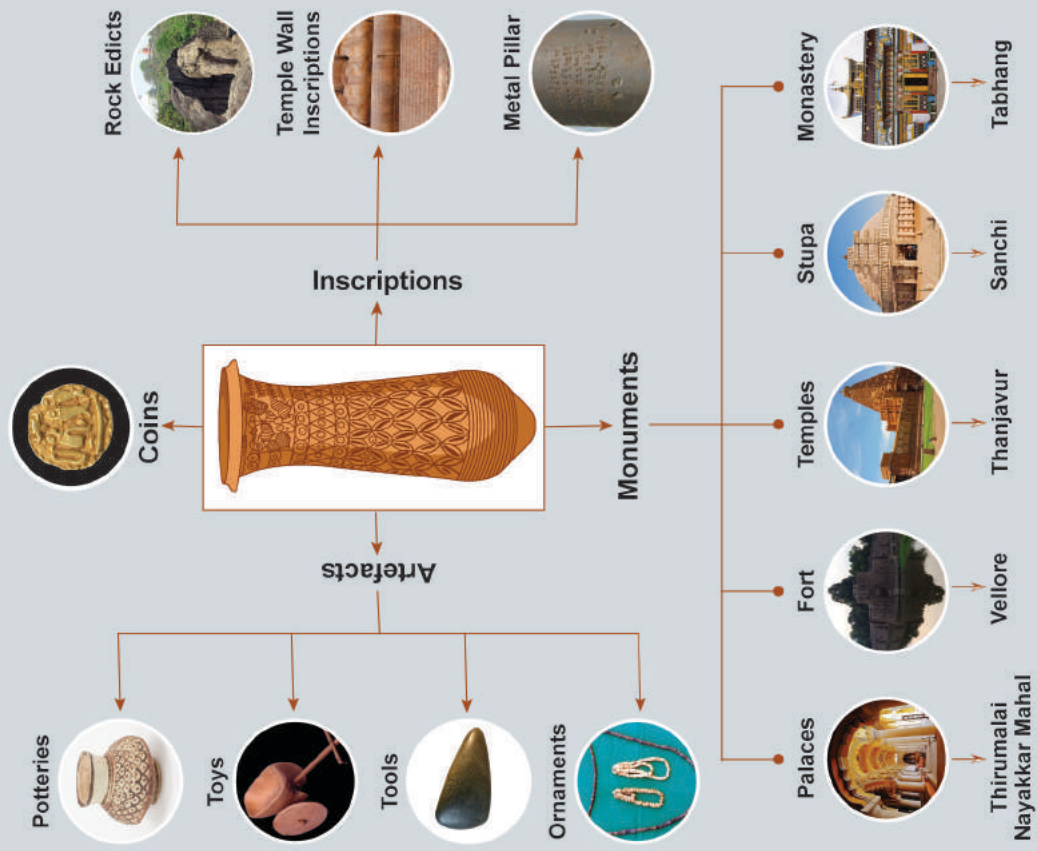 Coins
Inscriptions
Rock Edicts
Temple Wall
Inscriptions
Metal Pillar
Artefacts
Potteries
Toys
Tools
Ornaments
Monuments
Palaces
Thirumalai
Nayakkar Mahal
Fort
Vellore
Temples
Thanjavur
Stupa
Sanchi
Monastery
Tabhang